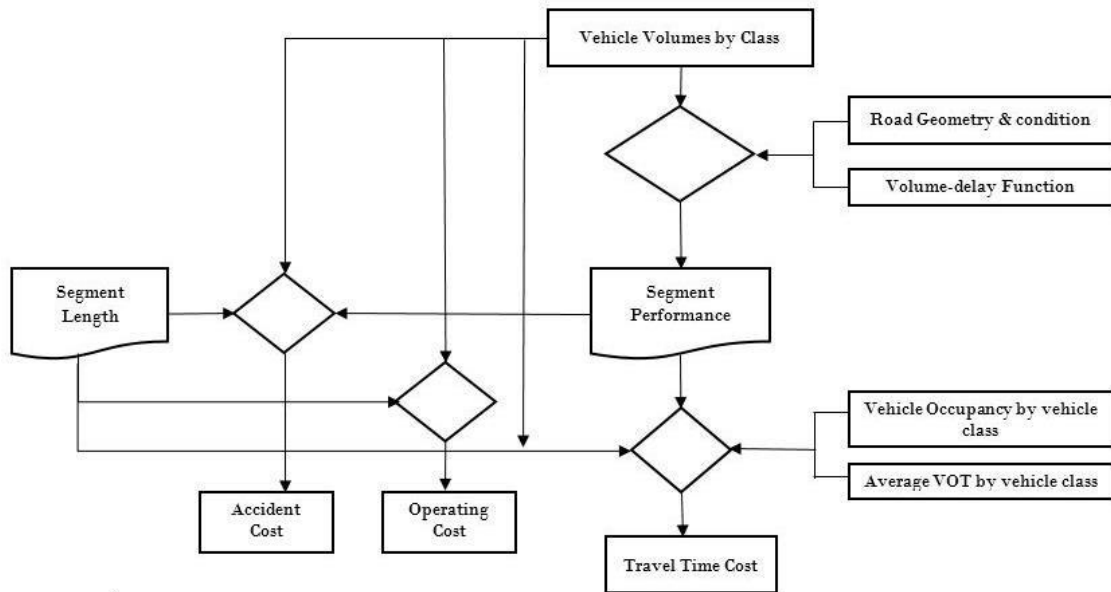 Vehicle Volumes by Class
Road Geometry & condition
Volume-delay Function
Segment
Length
Segment
Performance
Vehicle Occupancy by vehicle
class
Average VOT by vehicle class
Accident
Cost
Operating
Cost
Travel Time Cost